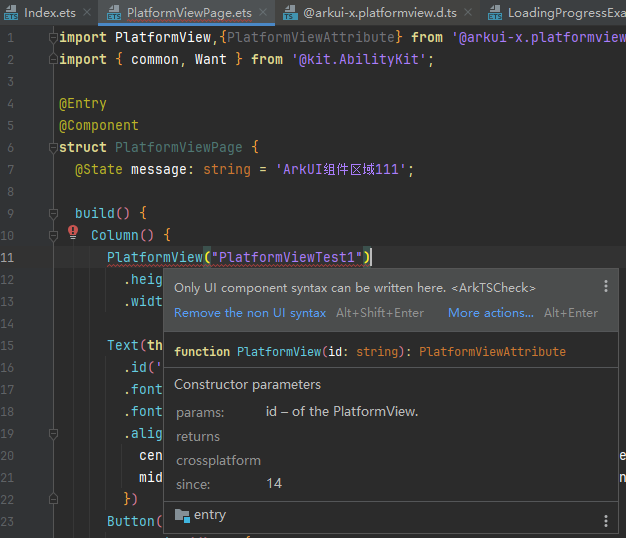 Index.ets × PlatformViewPage.ets × @arkui-x.platformview.d.ts × LoadingProgressExa
1 import PlatformView,{PlatformViewAttribute} from '@arkui-x.platformview
2 import { common, Want } from '@kit.AbilityKit';
3
4 @Entry
5 @Component
6 struct PlatformViewPage {
7 @State message: string = 'ArkUI组件区域111';
8
9 build() {
10 Column() {
11 PlatformView("PlatformViewTest1")
12 .heig
13 .widt
14
15 Text(th
16 .id('
17 .font
18 .font
19 .alig
20 cen
21 mid
22 })
23 Button(
Only UI component syntax can be written here. <ArkTSCheck>
Remove the non UI syntax Alt+Shift+Enter More actions... Alt+Enter
function PlatformView(id: string): PlatformViewAttribute
Constructor parameters
params: id – of the PlatformView.
returns
crossplatform
since: 14
entry